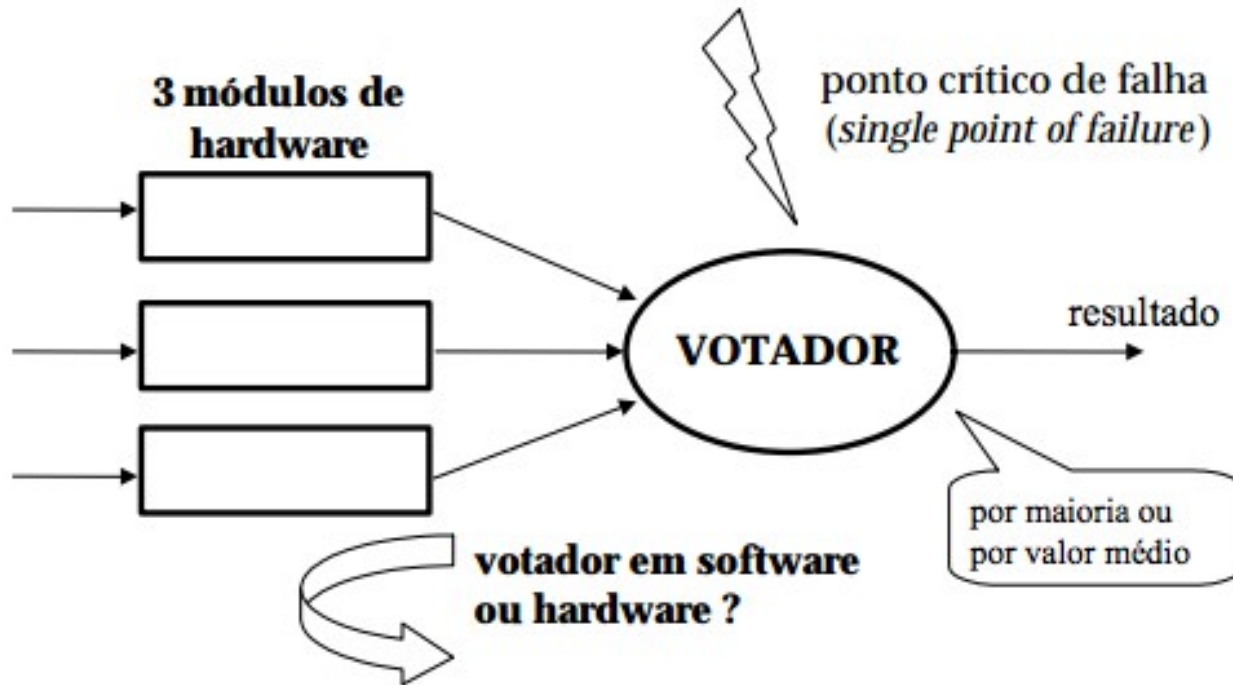 3 módulos de
hardware
ponto crítico de falha
(single point of failure)
VOTADOR
resultado
por maioria ou
por valor médio
votador em software
ou hardware ?